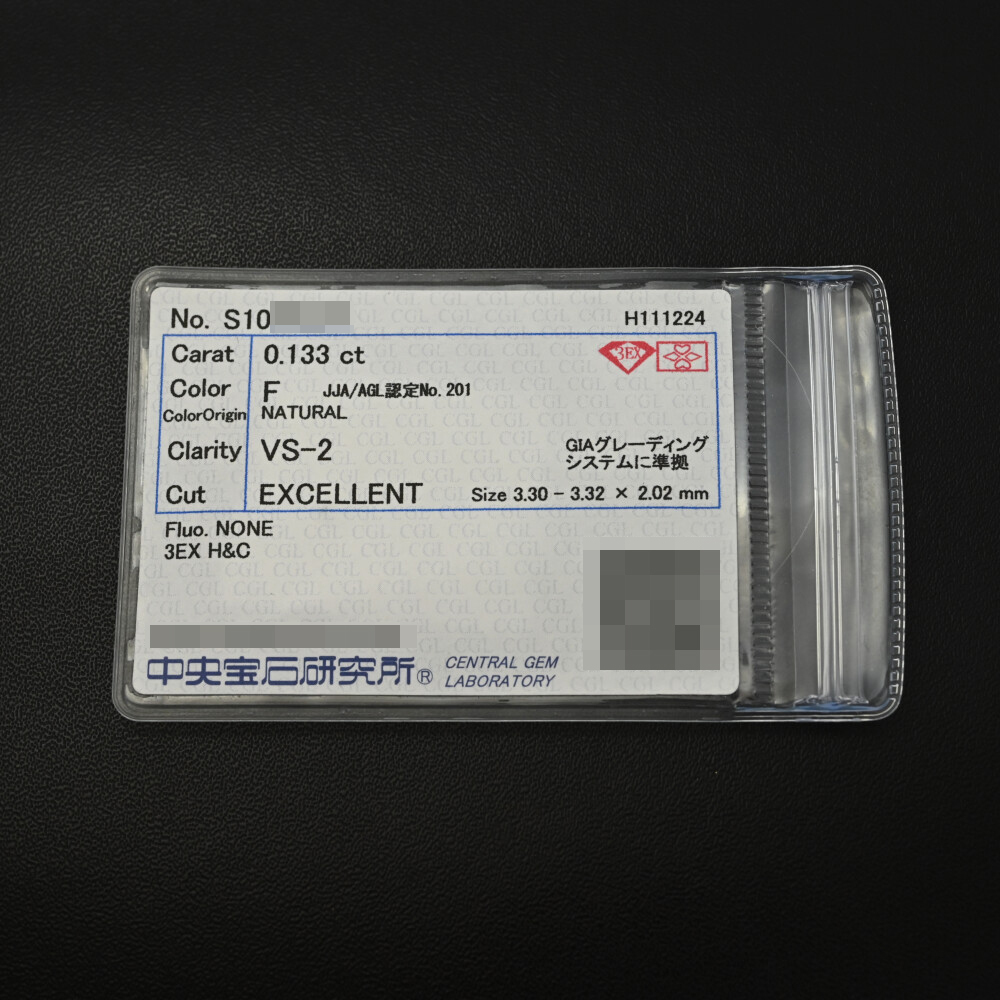 No. S10
H111224
Carat 0.133 ct
3EX
Color F JJA/AGL認定No. 201
ColorOrigin NATURAL
Clarity VS-2
GIAグレーディング
システムに準拠
Cut EXCELLENT Size 3.30 - 3.32 × 2.02 mm
Fluo. NONE
3EX H&C
中央宝石研究所® CENTRAL GEM
LABORATORY